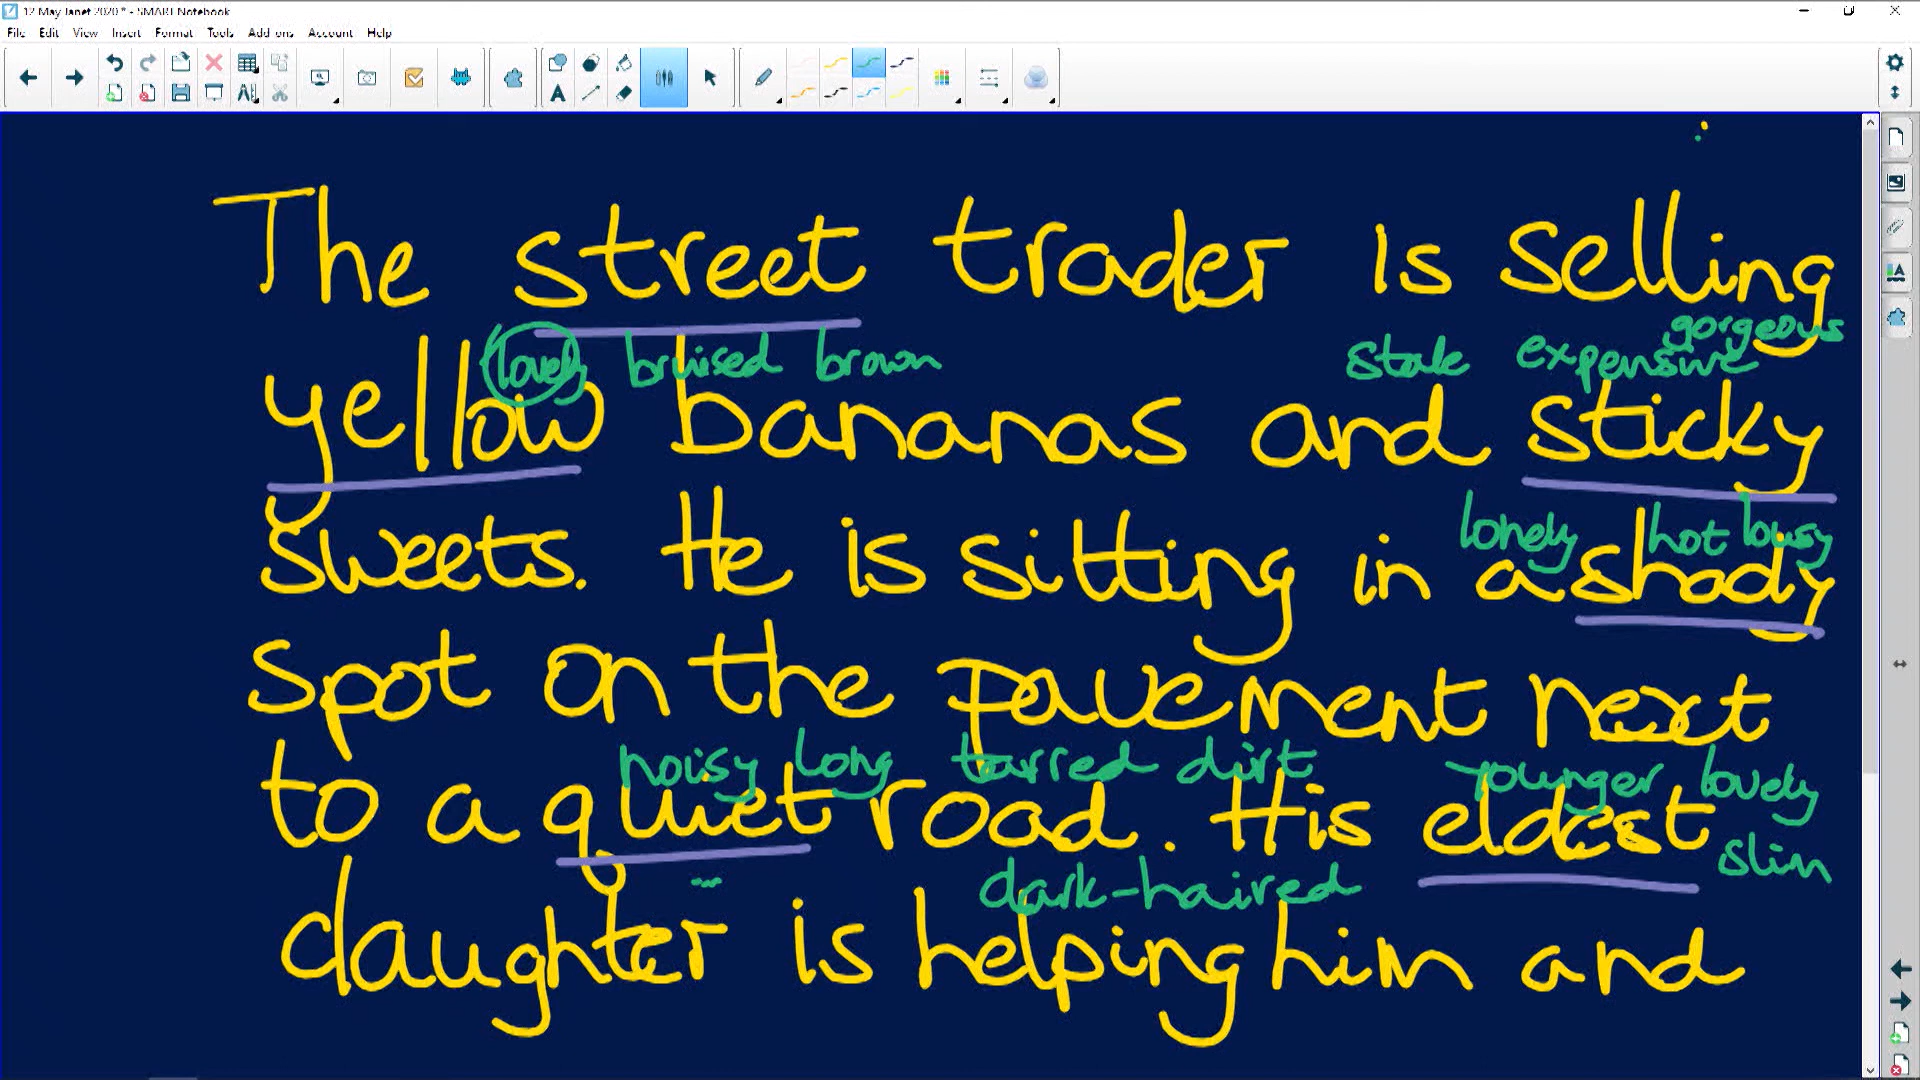 12 May Janet 2020 * - SMART Notebook
File Edit View Insert Format Tools Add-ons Account Help
The street trader is selling
lovely bruised brown stale expensive gorgeous
yellow bananas and sticky
lonely hot lousy
sweets. He is sitting in a shady
spot on the pavement next
noisy long tarred dirt younger lovely
to a quiet road. His eldest
slim
... dark-haired
daughter is helping him and